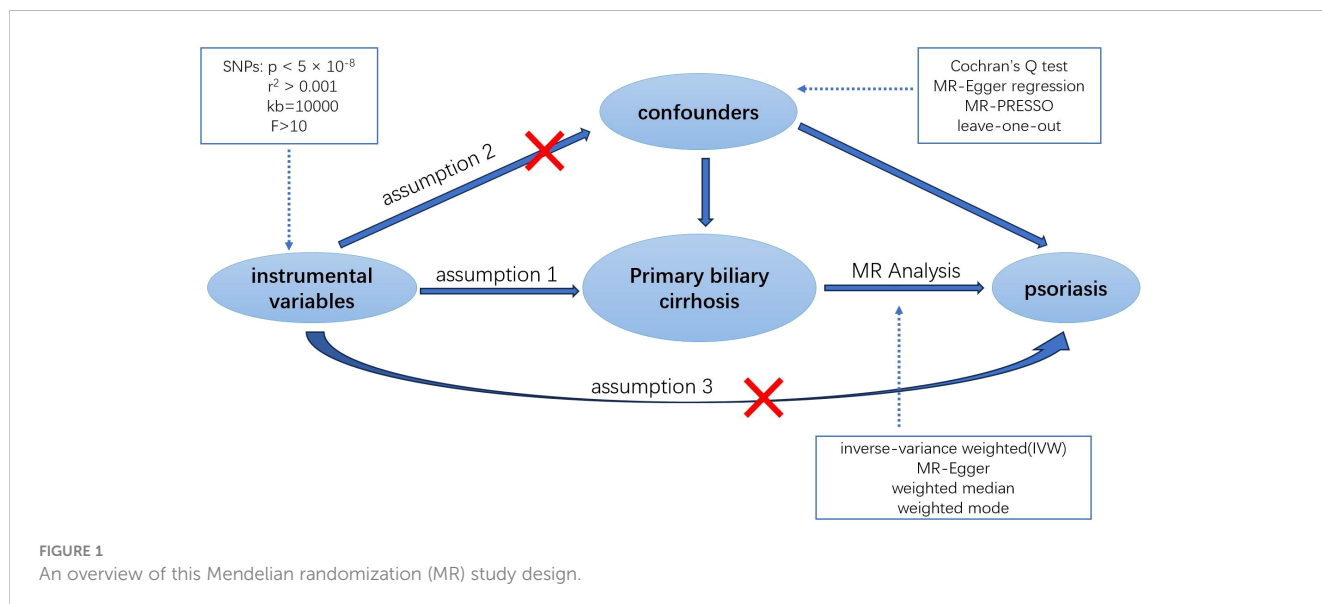 SNPs: p < 5 × 10⁻⁸
r² > 0.001
kb=10000
F>10
Cochran's Q test
MR-Egger regression
MR-PRESSO
leave-one-out
confounders
assumption 2
instrumental
variables
assumption 1
Primary biliary
cirrhosis
MR Analysis
psoriasis
assumption 3
inverse-variance weighted(IVW)
MR-Egger
weighted median
weighted mode
FIGURE 1
An overview of this Mendelian randomization (MR) study design.